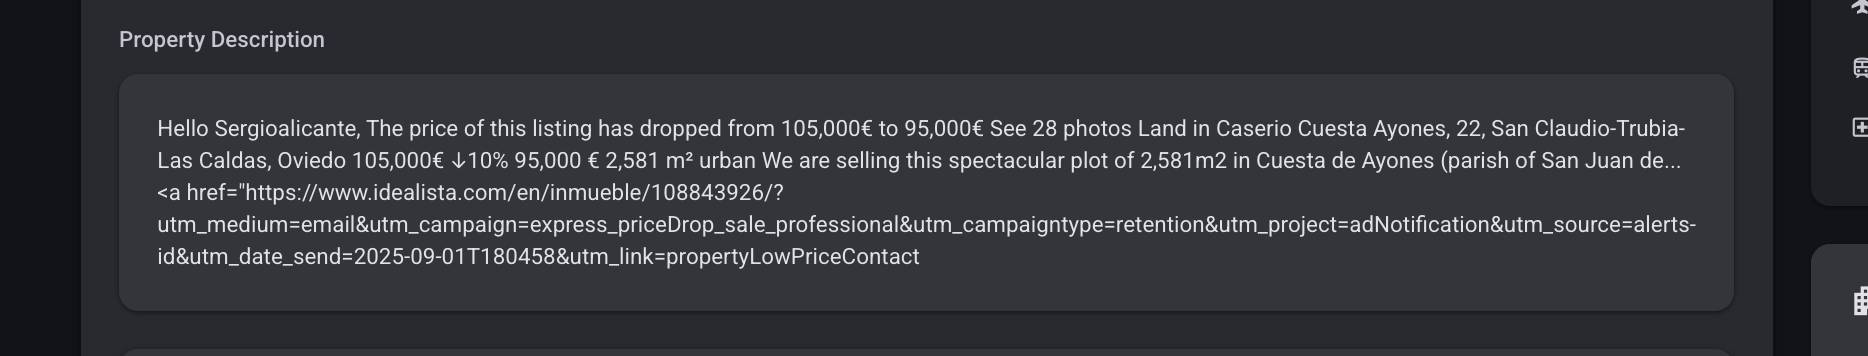 Property Description
Hello Sergioalicante, The price of this listing has dropped from 105,000€ to 95,000€ See 28 photos Land in Caserio Cuesta Ayones, 22, San Claudio-Trubia-
Las Caldas, Oviedo 105,000€ ↓10% 95,000 € 2,581 m² urban We are selling this spectacular plot of 2,581m2 in Cuesta de Ayones (parish of San Juan de...
<a href="https://www.idealista.com/en/inmueble/108843926/?
utm_medium=email&utm_campaign=express_priceDrop_sale_professional&utm_campaigntype=retention&utm_project=adNotification&utm_source=alerts-
id&utm_date_send=2025-09-01T180458&utm_link=propertyLowPriceContact